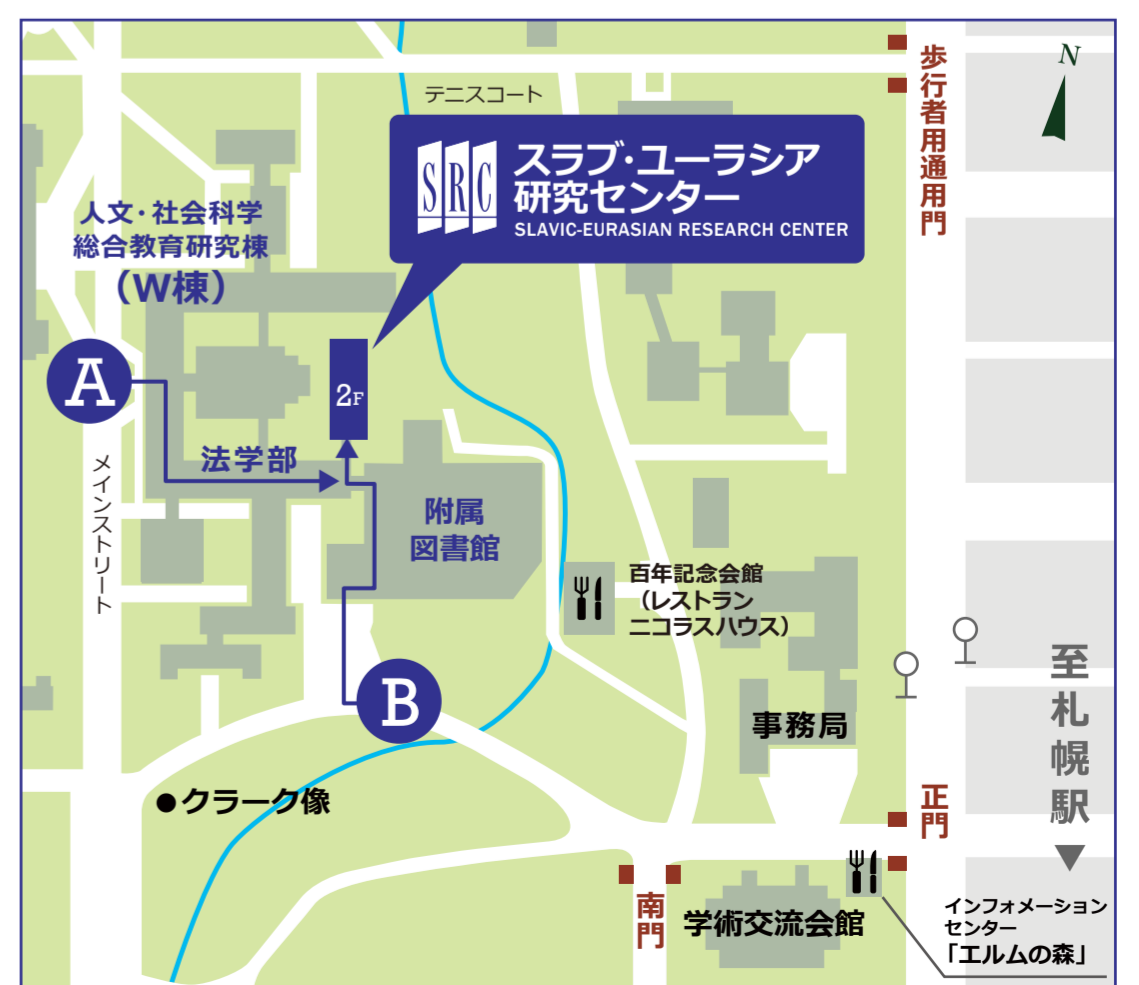 テニスコート
歩行者用通用門
N
SRC
スラブ・ユーラシア
研究センター
SLAVIC-EURASIAN RESEARCH CENTER
人文・社会科学
総合教育研究棟
（W棟）
A
2F
法学部
メインストリート
附属
図書館
百年記念会館
（レストラン
ニコラスハウス）
B
至札幌駅
事務局
●クラーク像
正門
南門
学術交流会館
インフォメーション
センター
「エルムの森」